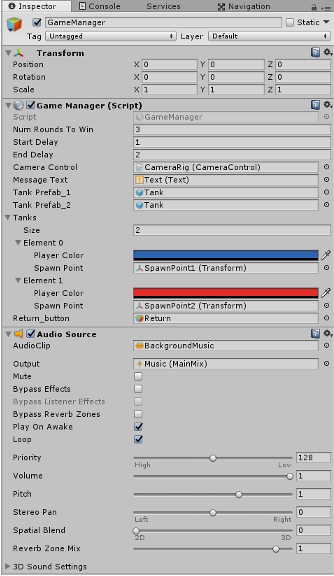 Inspector Console Services Navigation
GameManager Static
Tag Untagged Layer Default
Transform
Position X 0 Y 0 Z 0
Rotation X 0 Y 0 Z 0
Scale X 1 Y 1 Z 1
Game Manager (Script)
Script GameManager
Num Rounds To Win 3
Start Delay 1
End Delay 2
Camera Control CameraRig (CameraControl)
Message Text Text (Text)
Tank Prefab_1 Tank
Tank Prefab_2 Tank
Tanks
Size 2
Element 0
Player Color
Spawn Point SpawnPoint1 (Transform)
Element 1
Player Color
Spawn Point SpawnPoint2 (Transform)
Return_button Return
Audio Source
AudioClip BackgroundMusic
Output Music (MainMix)
Mute
Bypass Effects
Bypass Listener Effects
Bypass Reverb Zones
Play On Awake
Loop
Priority 128
High Low
Volume 1
Pitch 1
Stereo Pan 0
Left Right
Spatial Blend 0
2D 3D
Reverb Zone Mix 1
3D Sound Settings